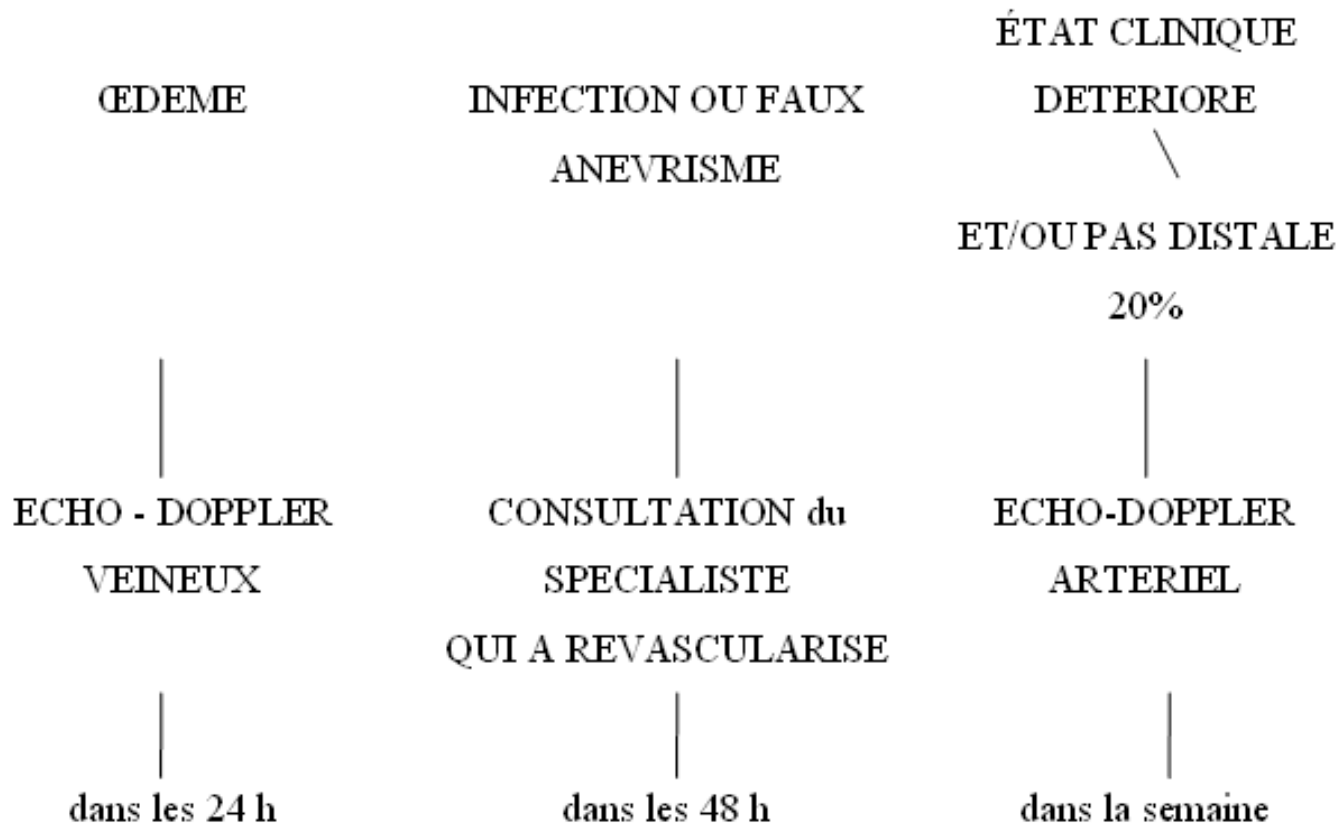 ŒDEME
INFECTION OU FAUX
ANEVRISME
ÉTAT CLINIQUE
DETERIORE
ET/OU PAS DISTALE
20%
ECHO - DOPPLER
VEINEUX
CONSULTATION du
SPECIALISTE
QUI A REVASCULARISE
ECHO-DOPPLER
ARTERIEL
dans les 24 h
dans les 48 h
dans la semaine